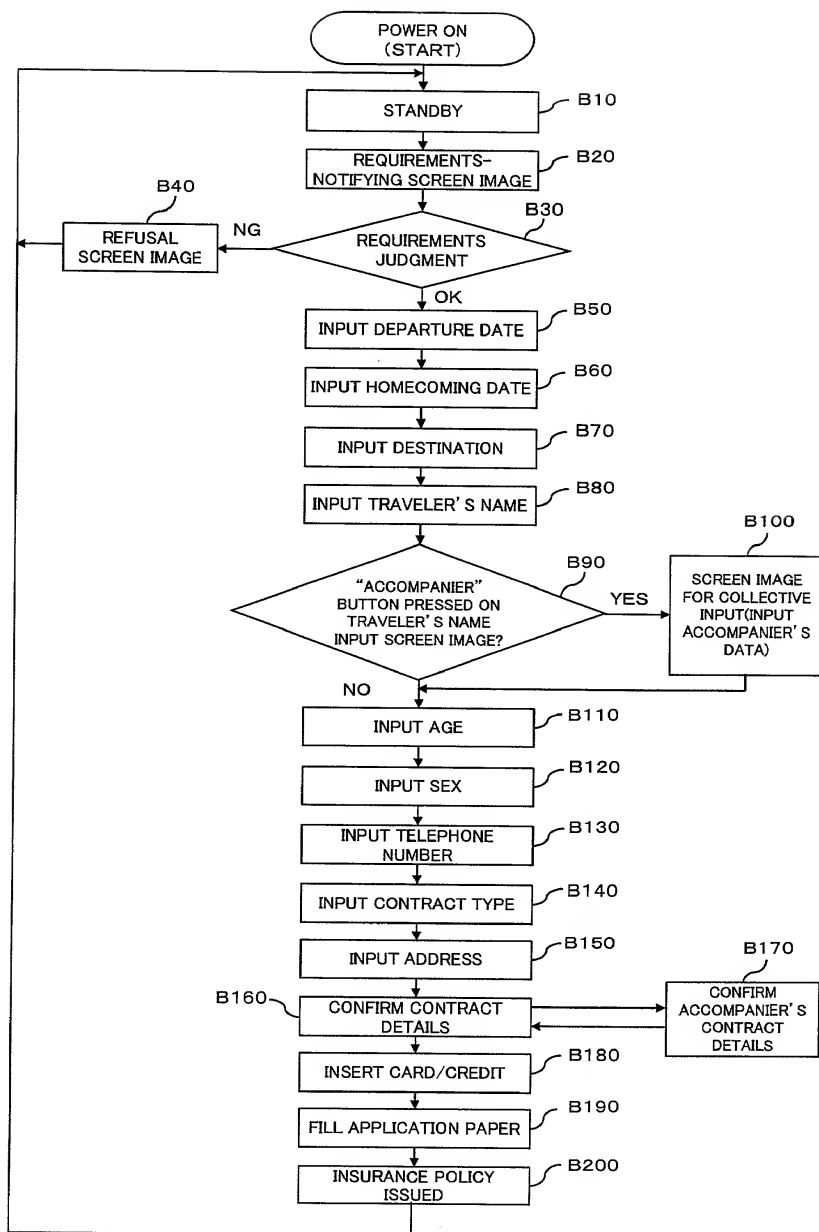 POWER ON
(START)
STANDBY
B10
REQUIREMENTS-
NOTIFYING SCREEN IMAGE
B20
B40
REFUSAL
SCREEN IMAGE
NG
REQUIREMENTS
JUDGMENT
B30
OK
INPUT DEPARTURE DATE
B50
INPUT HOMECOMING DATE
B60
INPUT DESTINATION
B70
INPUT TRAVELER'S NAME
B80
"ACCOMPANIER"
BUTTON PRESSED ON
TRAVELER'S NAME
INPUT SCREEN IMAGE?
B90
YES
B100
SCREEN IMAGE
FOR COLLECTIVE
INPUT(INPUT
ACCOMPANIER'S
DATA)
NO
INPUT AGE
B110
INPUT SEX
B120
INPUT TELEPHONE
NUMBER
B130
INPUT CONTRACT TYPE
B140
INPUT ADDRESS
B150
B160
CONFIRM CONTRACT
DETAILS
B170
CONFIRM
ACCOMPANIER'S
CONTRACT
DETAILS
INSERT CARD/CREDIT
B180
FILL APPLICATION PAPER
B190
INSURANCE POLICY
ISSUED
B200